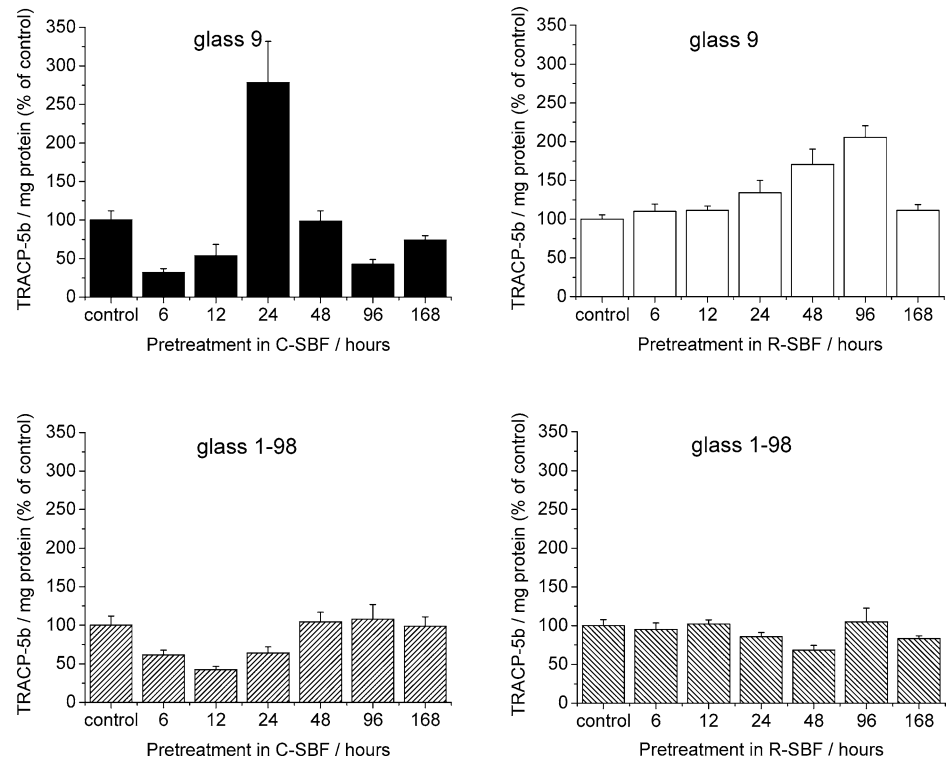 glass 9
TRACP-5b / mg protein (% of control)
350
300
250
200
150
100
50
0
control 6 12 24 48 96 168
Pretreatment in C-SBF / hours
glass 9
TRACP-5b / mg protein (% of control)
350
300
250
200
150
100
50
0
control 6 12 24 48 96 168
Pretreatment in R-SBF / hours
glass 1-98
TRACP-5b / mg protein (% of control)
350
300
250
200
150
100
50
0
control 6 12 24 48 96 168
Pretreatment in C-SBF / hours
glass 1-98
TRACP-5b / mg protein (% of control)
350
300
250
200
150
100
50
0
control 6 12 24 48 96 168
Pretreatment in R-SBF / hours